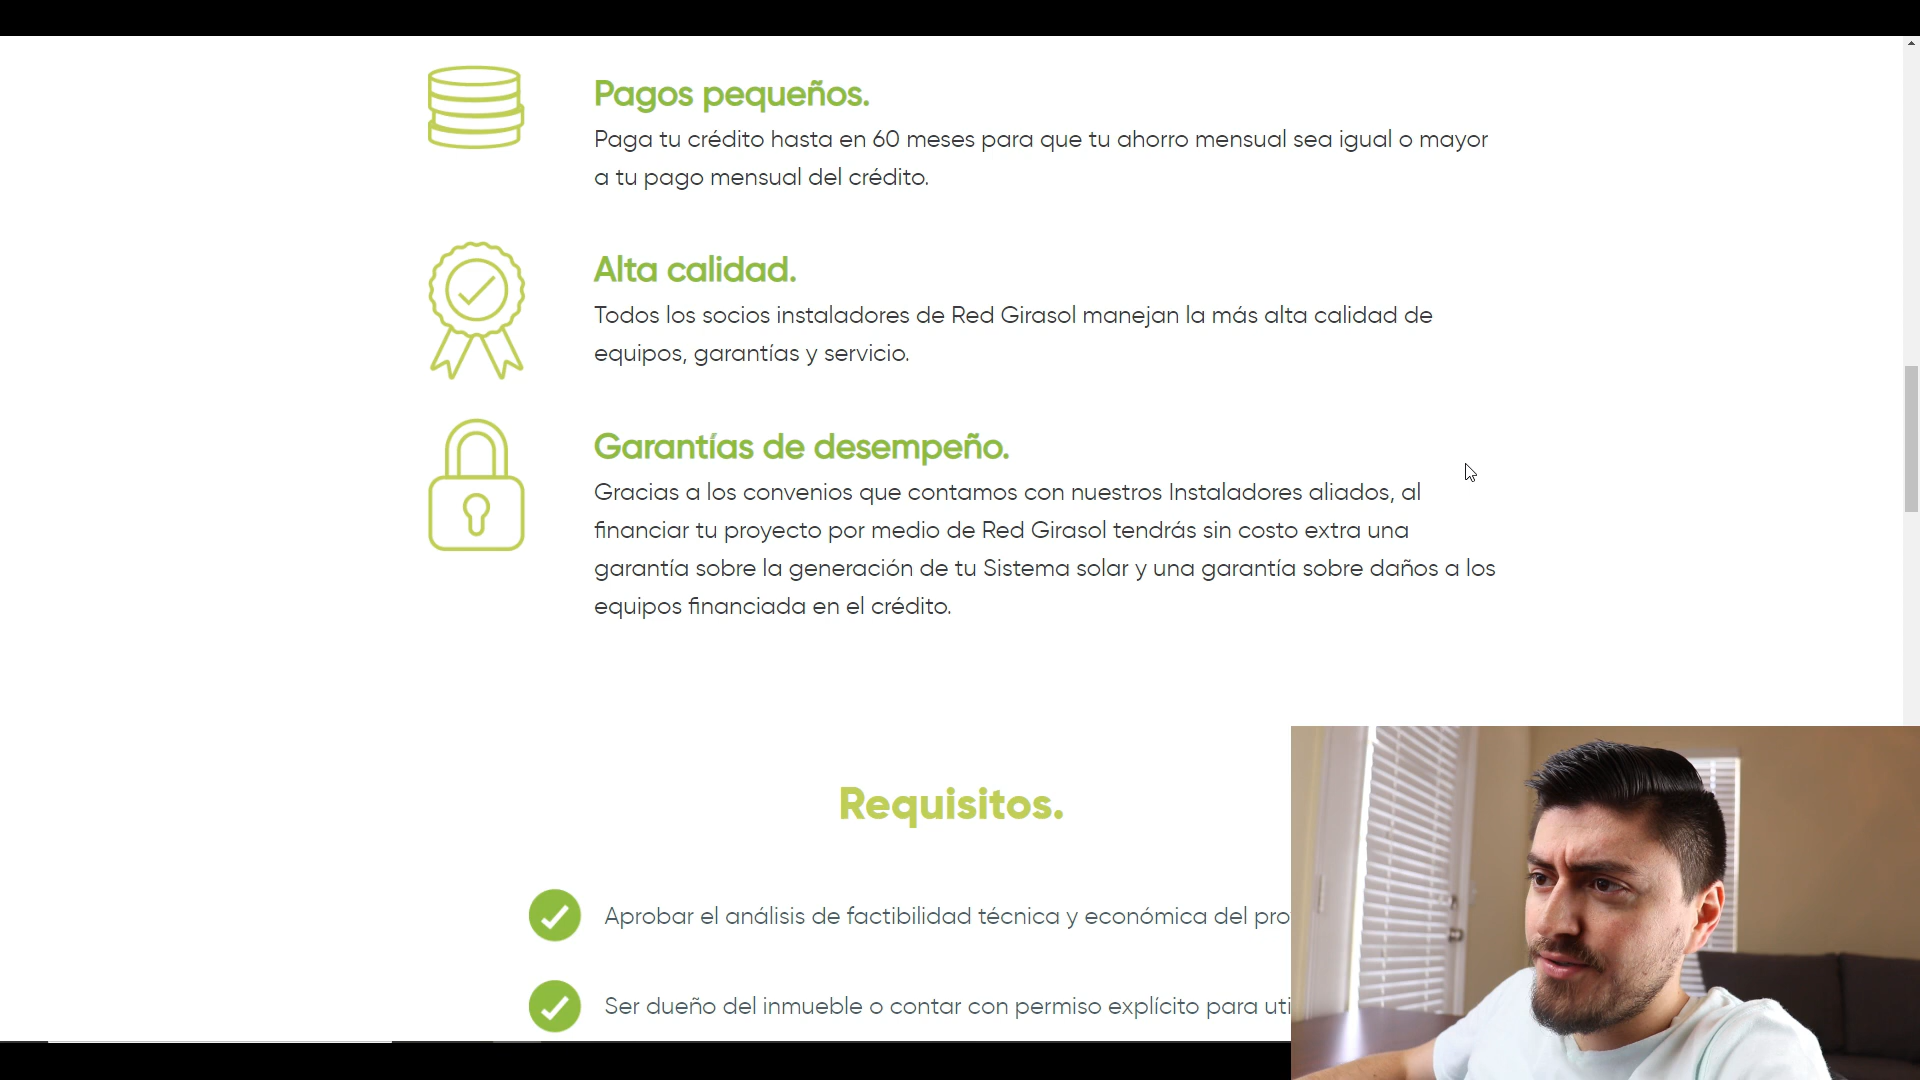 Pagos pequeños.
Paga tu crédito hasta en 60 meses para que tu ahorro mensual sea igual o mayor
a tu pago mensual del crédito.
Alta calidad.
Todos los socios instaladores de Red Girasol manejan la más alta calidad de
equipos, garantías y servicio.
Garantías de desempeño.
Gracias a los convenios que contamos con nuestros Instaladores aliados, al
financiar tu proyecto por medio de Red Girasol tendrás sin costo extra una
garantía sobre la generación de tu Sistema solar y una garantía sobre daños a los
equipos financiada en el crédito.
Requisitos.
Aprobar el análisis de factibilidad técnica y económica del
Ser dueño del inmueble o contar con permiso explícito para